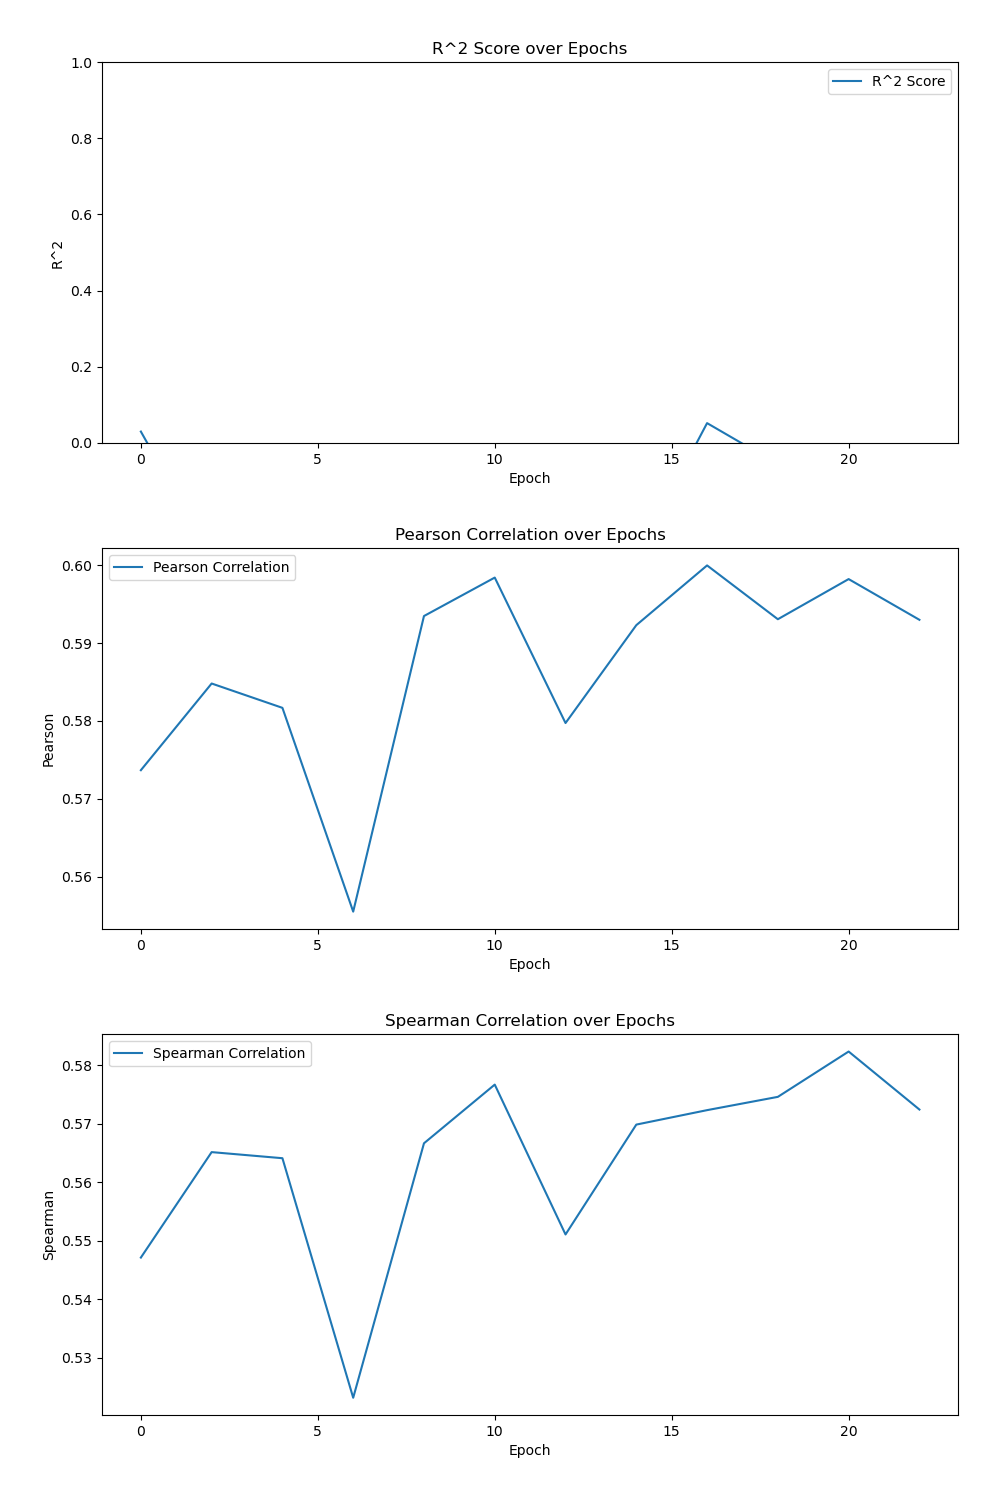 R^2 Score over Epochs
1.0
R^2 Score
0.8
0.6
R^2
0.4
0.2
0.0
0 5 10 15 20
Epoch
Pearson Correlation over Epochs
Pearson Correlation
0.60
0.59
0.58
Pearson
0.57
0.56
0 5 10 15 20
Epoch
Spearman Correlation over Epochs
Spearman Correlation
0.58
0.57
0.56
Spearman
0.55
0.54
0.53
0 5 10 15 20
Epoch